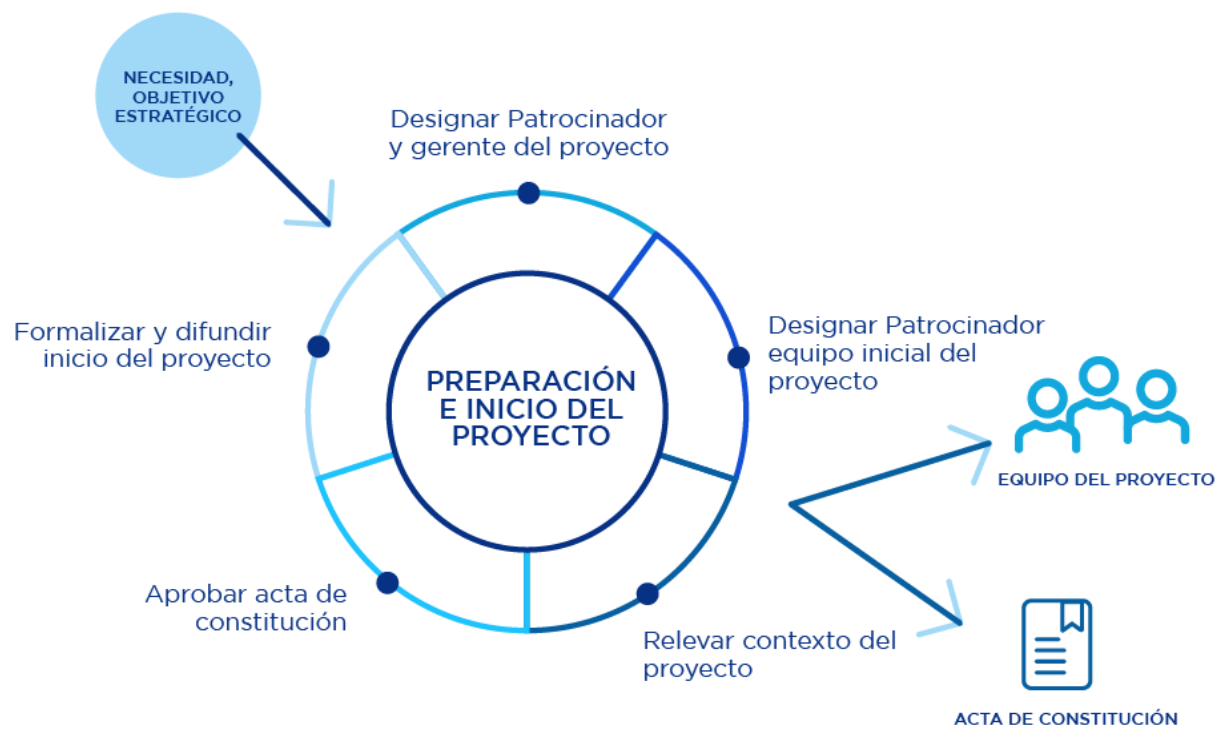 NECESIDAD,
OBJETIVO
ESTRATÉGICO
Designar Patrocinador
y gerente del proyecto
Designar Patrocinador
equipo inicial del
proyecto
Relevar contexto del
proyecto
Aprobar acta de
constitución
Formalizar y difundir
inicio del proyecto
PREPARACIÓN
E INICIO DEL
PROYECTO
EQUIPO DEL PROYECTO
ACTA DE CONSTITUCIÓN